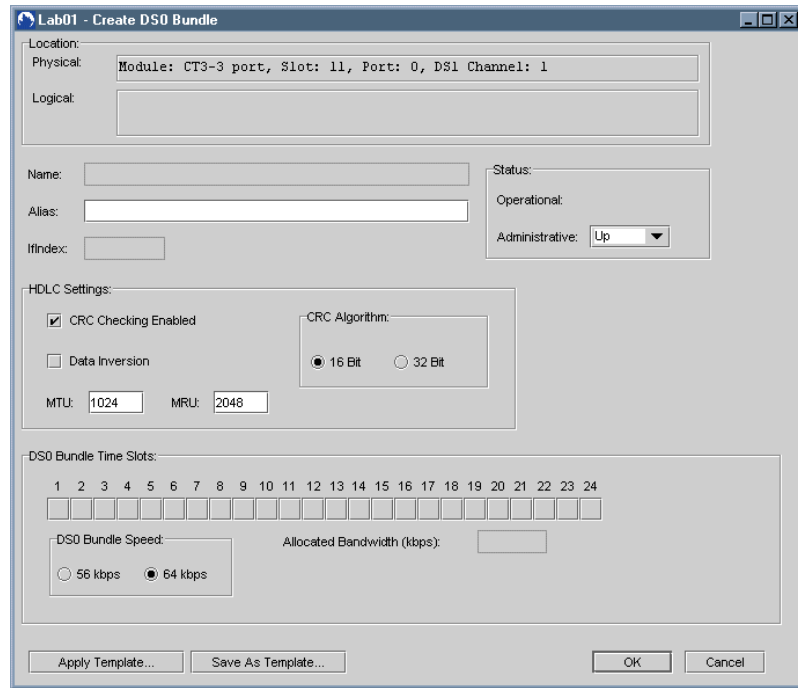 Lab01 - Create DS0 Bundle
Location:
Physical: Module: CT3-3 port, Slot: 11, Port: 0, DS1 Channel: 1
Logical:
Name:
Alias:
IfIndex:
Status:
Operational:
Administrative: Up
HDLC Settings:
CRC Checking Enabled
Data Inversion
CRC Algorithm:
16 Bit 32 Bit
MTU: 1024 MRU: 2048
DS0 Bundle Time Slots:
1 2 3 4 5 6 7 8 9 10 11 12 13 14 15 16 17 18 19 20 21 22 23 24
DS0 Bundle Speed:
56 kbps 64 kbps
Allocated Bandwidth (kbps):
Apply Template... Save As Template... OK Cancel